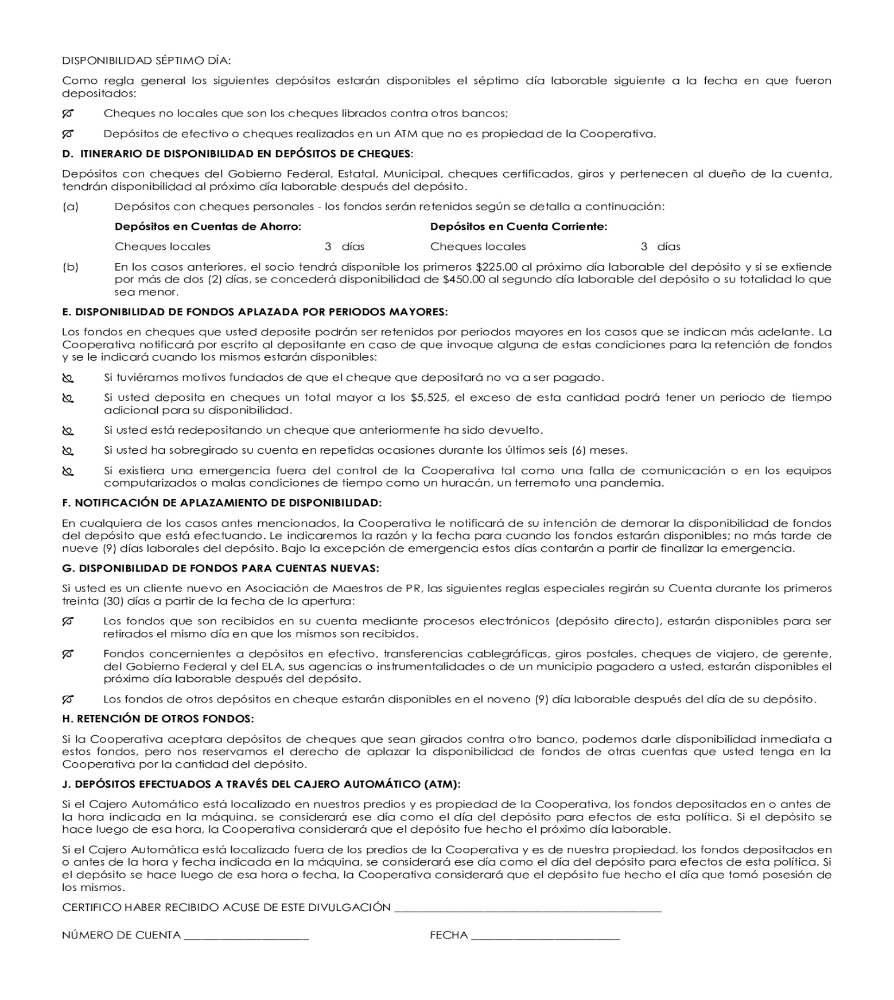 DISPONIBILIDAD SÉPTIMO DÍA:
Como regla general los siguientes depósitos estarán disponibles el séptimo día laborable siguiente a la fecha en que fueron
depositados:
Cheques no locales que son los cheques librados contra otros bancos;
Depósitos de efectivo o cheques realizados en un ATM que no es propiedad de la Cooperativa.
D. ITINERARIO DE DISPONIBILIDAD EN DEPÓSITOS DE CHEQUES:
Depósitos con cheques del Gobierno Federal, Estatal, Municipal, cheques certificados, giros y pertenecen al dueño de la cuenta,
tendrán disponibilidad al próximo día laborable después del depósito.
(a) Depósitos con cheques personales - los fondos serán retenidos según se detalla a continuación:
Depósitos en Cuentas de Ahorro: Depósitos en Cuenta Corriente:
Cheques locales 3 días Cheques locales 3 días
(b) En los casos anteriores, el socio tendrá disponible los primeros $225.00 al próximo día laborable del depósito y si se extiende
por más de dos (2) días, se concederá disponibilidad de $450.00 al segundo día laborable del depósito o su totalidad lo que
sea menor.
E. DISPONIBILIDAD DE FONDOS APLAZADA POR PERIODOS MAYORES:
Los fondos en cheques que usted deposite podrán ser retenidos por periodos mayores en los casos que se indican más adelante. La
Cooperativa notificará por escrito al depositante en caso de que invoque alguna de estas condiciones para la retención de fondos
y se le indicará cuando los mismos estarán disponibles:
Si tuviéramos motivos fundados de que el cheque que depositará no va a ser pagado.
Si usted deposita en cheques un total mayor a los $5,525, el exceso de esta cantidad podrá tener un periodo de tiempo
adicional para su disponibilidad.
Si usted está redepositando un cheque que anteriormente ha sido devuelto.
Si usted ha sobregirado su cuenta en repetidas ocasiones durante los últimos seis (6) meses.
Si existiera una emergencia fuera del control de la Cooperativa tal como una falla de comunicación o en los equipos
computarizados o malas condiciones de tiempo como un huracán, un terremoto una pandemia.
F. NOTIFICACIÓN DE APLAZAMIENTO DE DISPONIBILIDAD:
En cualquiera de los casos antes mencionados, la Cooperativa le notificará de su intención de demorar la disponibilidad de fondos
del depósito que está efectuando. Le indicaremos la razón y la fecha para cuando los fondos estarán disponibles; no más tarde de
nueve (9) días laborales del depósito. Bajo la excepción de emergencia estos días contarán a partir de finalizar la emergencia.
G. DISPONIBILIDAD DE FONDOS PARA CUENTAS NUEVAS:
Si usted es un cliente nuevo en Asociación de Maestros de PR, las siguientes reglas especiales regirán su Cuenta durante los primeros
treinta (30) días a partir de la fecha de la apertura:
Los fondos que son recibidos en su cuenta mediante procesos electrónicos (depósito directo), estarán disponibles para ser
retirados el mismo día en que los mismos son recibidos.
Fondos concernientes a depósitos en efectivo, transferencias cablegráficas, giros postales, cheques de viajero, de gerente,
del Gobierno Federal y del ELA, sus agencias o instrumentalidades o de un municipio pagadero a usted, estarán disponibles el
próximo día laborable después del depósito.
Los fondos de otros depósitos en cheque estarán disponibles en el noveno (9) día laborable después del día de su depósito.
H. RETENCIÓN DE OTROS FONDOS:
Si la Cooperativa aceptara depósitos de cheques que sean girados contra otro banco, podemos darle disponibilidad inmediata a
estos fondos, pero nos reservamos el derecho de aplazar la disponibilidad de fondos de otras cuentas que usted tenga en la
Cooperativa por la cantidad del depósito.
J. DEPÓSITOS EFECTUADOS A TRAVÉS DEL CAJERO AUTOMÁTICO (ATM):
Si el Cajero Automático está localizado en nuestros predios y es propiedad de la Cooperativa, los fondos depositados en o antes de
la hora indicada en la máquina, se considerará ese día como el día del depósito para efectos de esta política. Si el depósito se
hace luego de esa hora, la Cooperativa considerará que el depósito fue hecho el próximo día laborable.
Si el Cajero Automática está localizado fuera de los predios de la Cooperativa y es de nuestra propiedad, los fondos depositados en
o antes de la hora y fecha indicada en la máquina, se considerará ese día como el día del depósito para efectos de esta política. Si
el depósito se hace luego de esa hora o fecha, la Cooperativa considerará que el depósito fue hecho el día que tomó posesión de
los mismos.
CERTIFICO HABER RECIBIDO ACUSE DE ESTE DIVULGACIÓN ____________________
NÚMERO DE CUENTA ____________________ FECHA ____________________